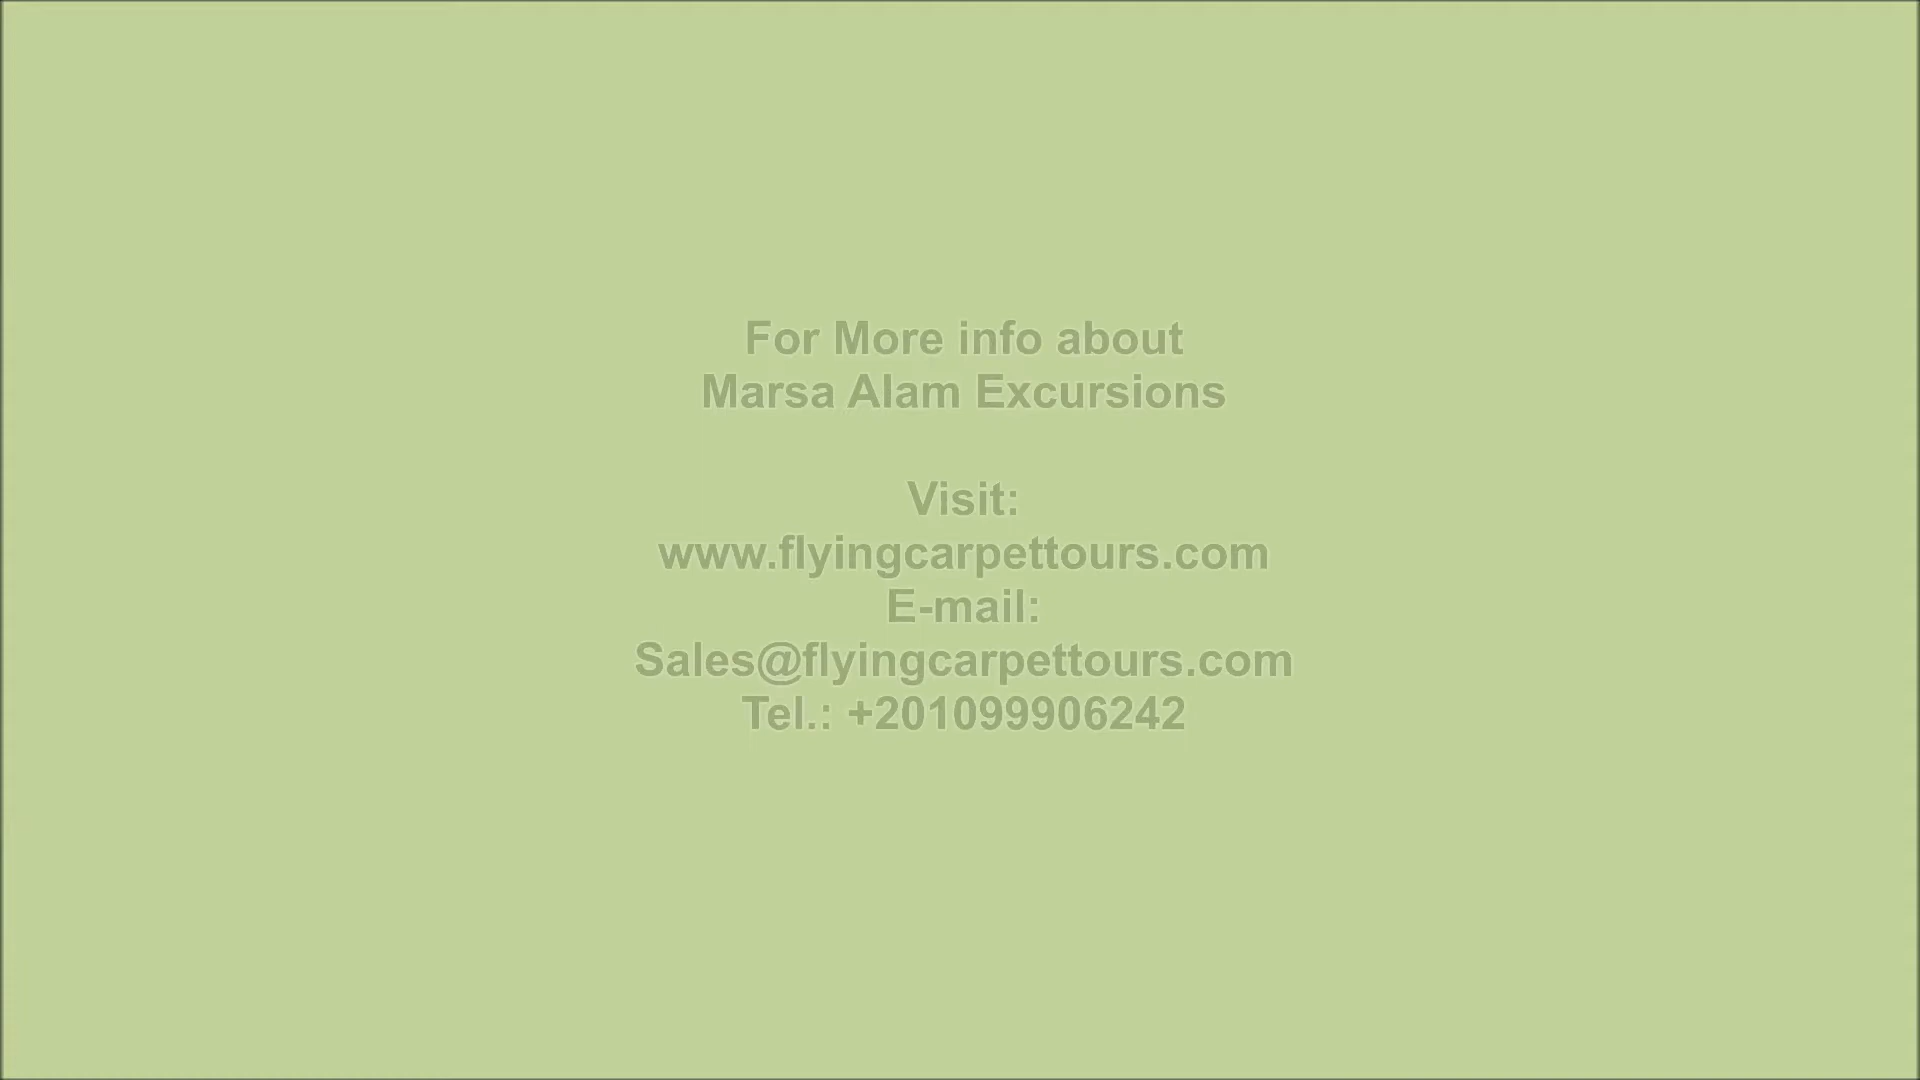 For More info about
Marsa Alam Excursions
Visit:
www.flyingcarpettours.com
E-mail:
Sales@flyingcarpettours.com
Tel.: +201099906242